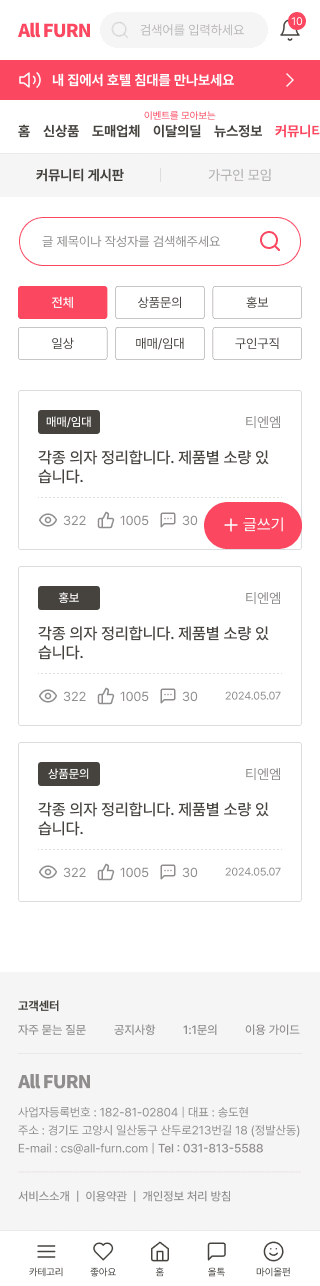 All FURN
검색어를 입력하세요
10
내 집에서 호텔 침대를 만나보세요
이벤트를 모아보는
홈 신상품 도매업체 이달의딜 뉴스정보 커뮤니티
커뮤니티 게시판 가구인 모임
글 제목이나 작성자를 검색해주세요
전체 상품문의 홍보
일상 매매/임대 구인구직
매매/임대 티엔엠
각종 의자 정리합니다. 제품별 소량 있
습니다.
322 1005 30
글쓰기
홍보 티엔엠
각종 의자 정리합니다. 제품별 소량 있
습니다.
322 1005 30 2024.05.07
상품문의 티엔엠
각종 의자 정리합니다. 제품별 소량 있
습니다.
322 1005 30 2024.05.07
고객센터
자주 묻는 질문 공지사항 1:1문의 이용 가이드
All FURN
사업자등록번호 : 182-81-02804 | 대표 : 송도현
주소 : 경기도 고양시 일산동구 산두로213번길 18 (정발산동)
E-mail : cs@all-furn.com | Tel : 031-813-5588
서비스소개 | 이용약관 | 개인정보 처리 방침
카테고리 좋아요 홈 올톡 마이올펀